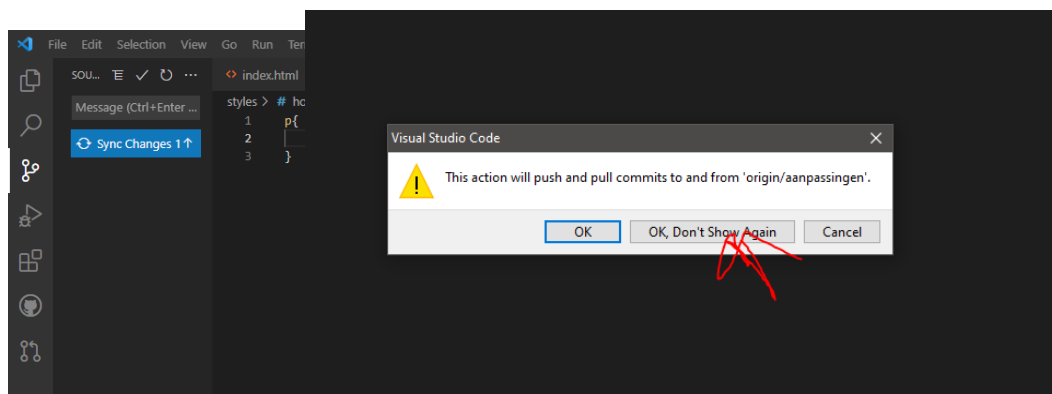 File Edit Selection View Go Run Ter
SOU...
Message (Ctrl+Enter ...
Sync Changes 1↑
index.html
styles > # ho
1 p{
2
3 }
Visual Studio Code
This action will push and pull commits to and from 'origin/aanpassingen'.
OK
OK, Don't Show Again
Cancel